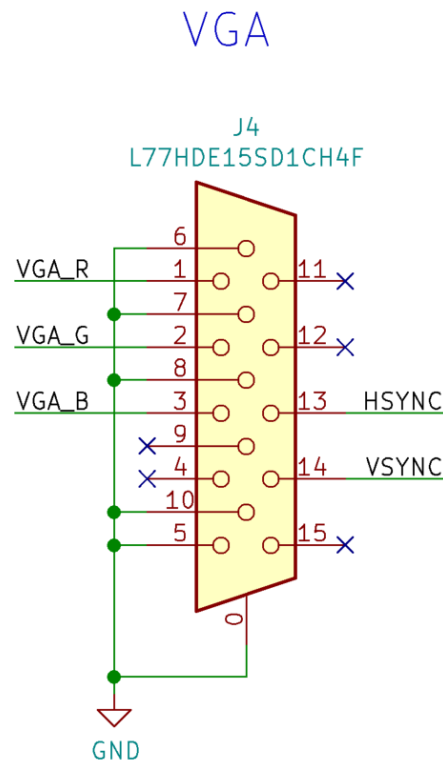 VGA
J4
L77HDE15SD1CH4F
6
VGA_R 1 11
7
VGA_G 2 12
8
VGA_B 3 13 HSYNC
9
4 14 VSYNC
10
5 15
0
GND